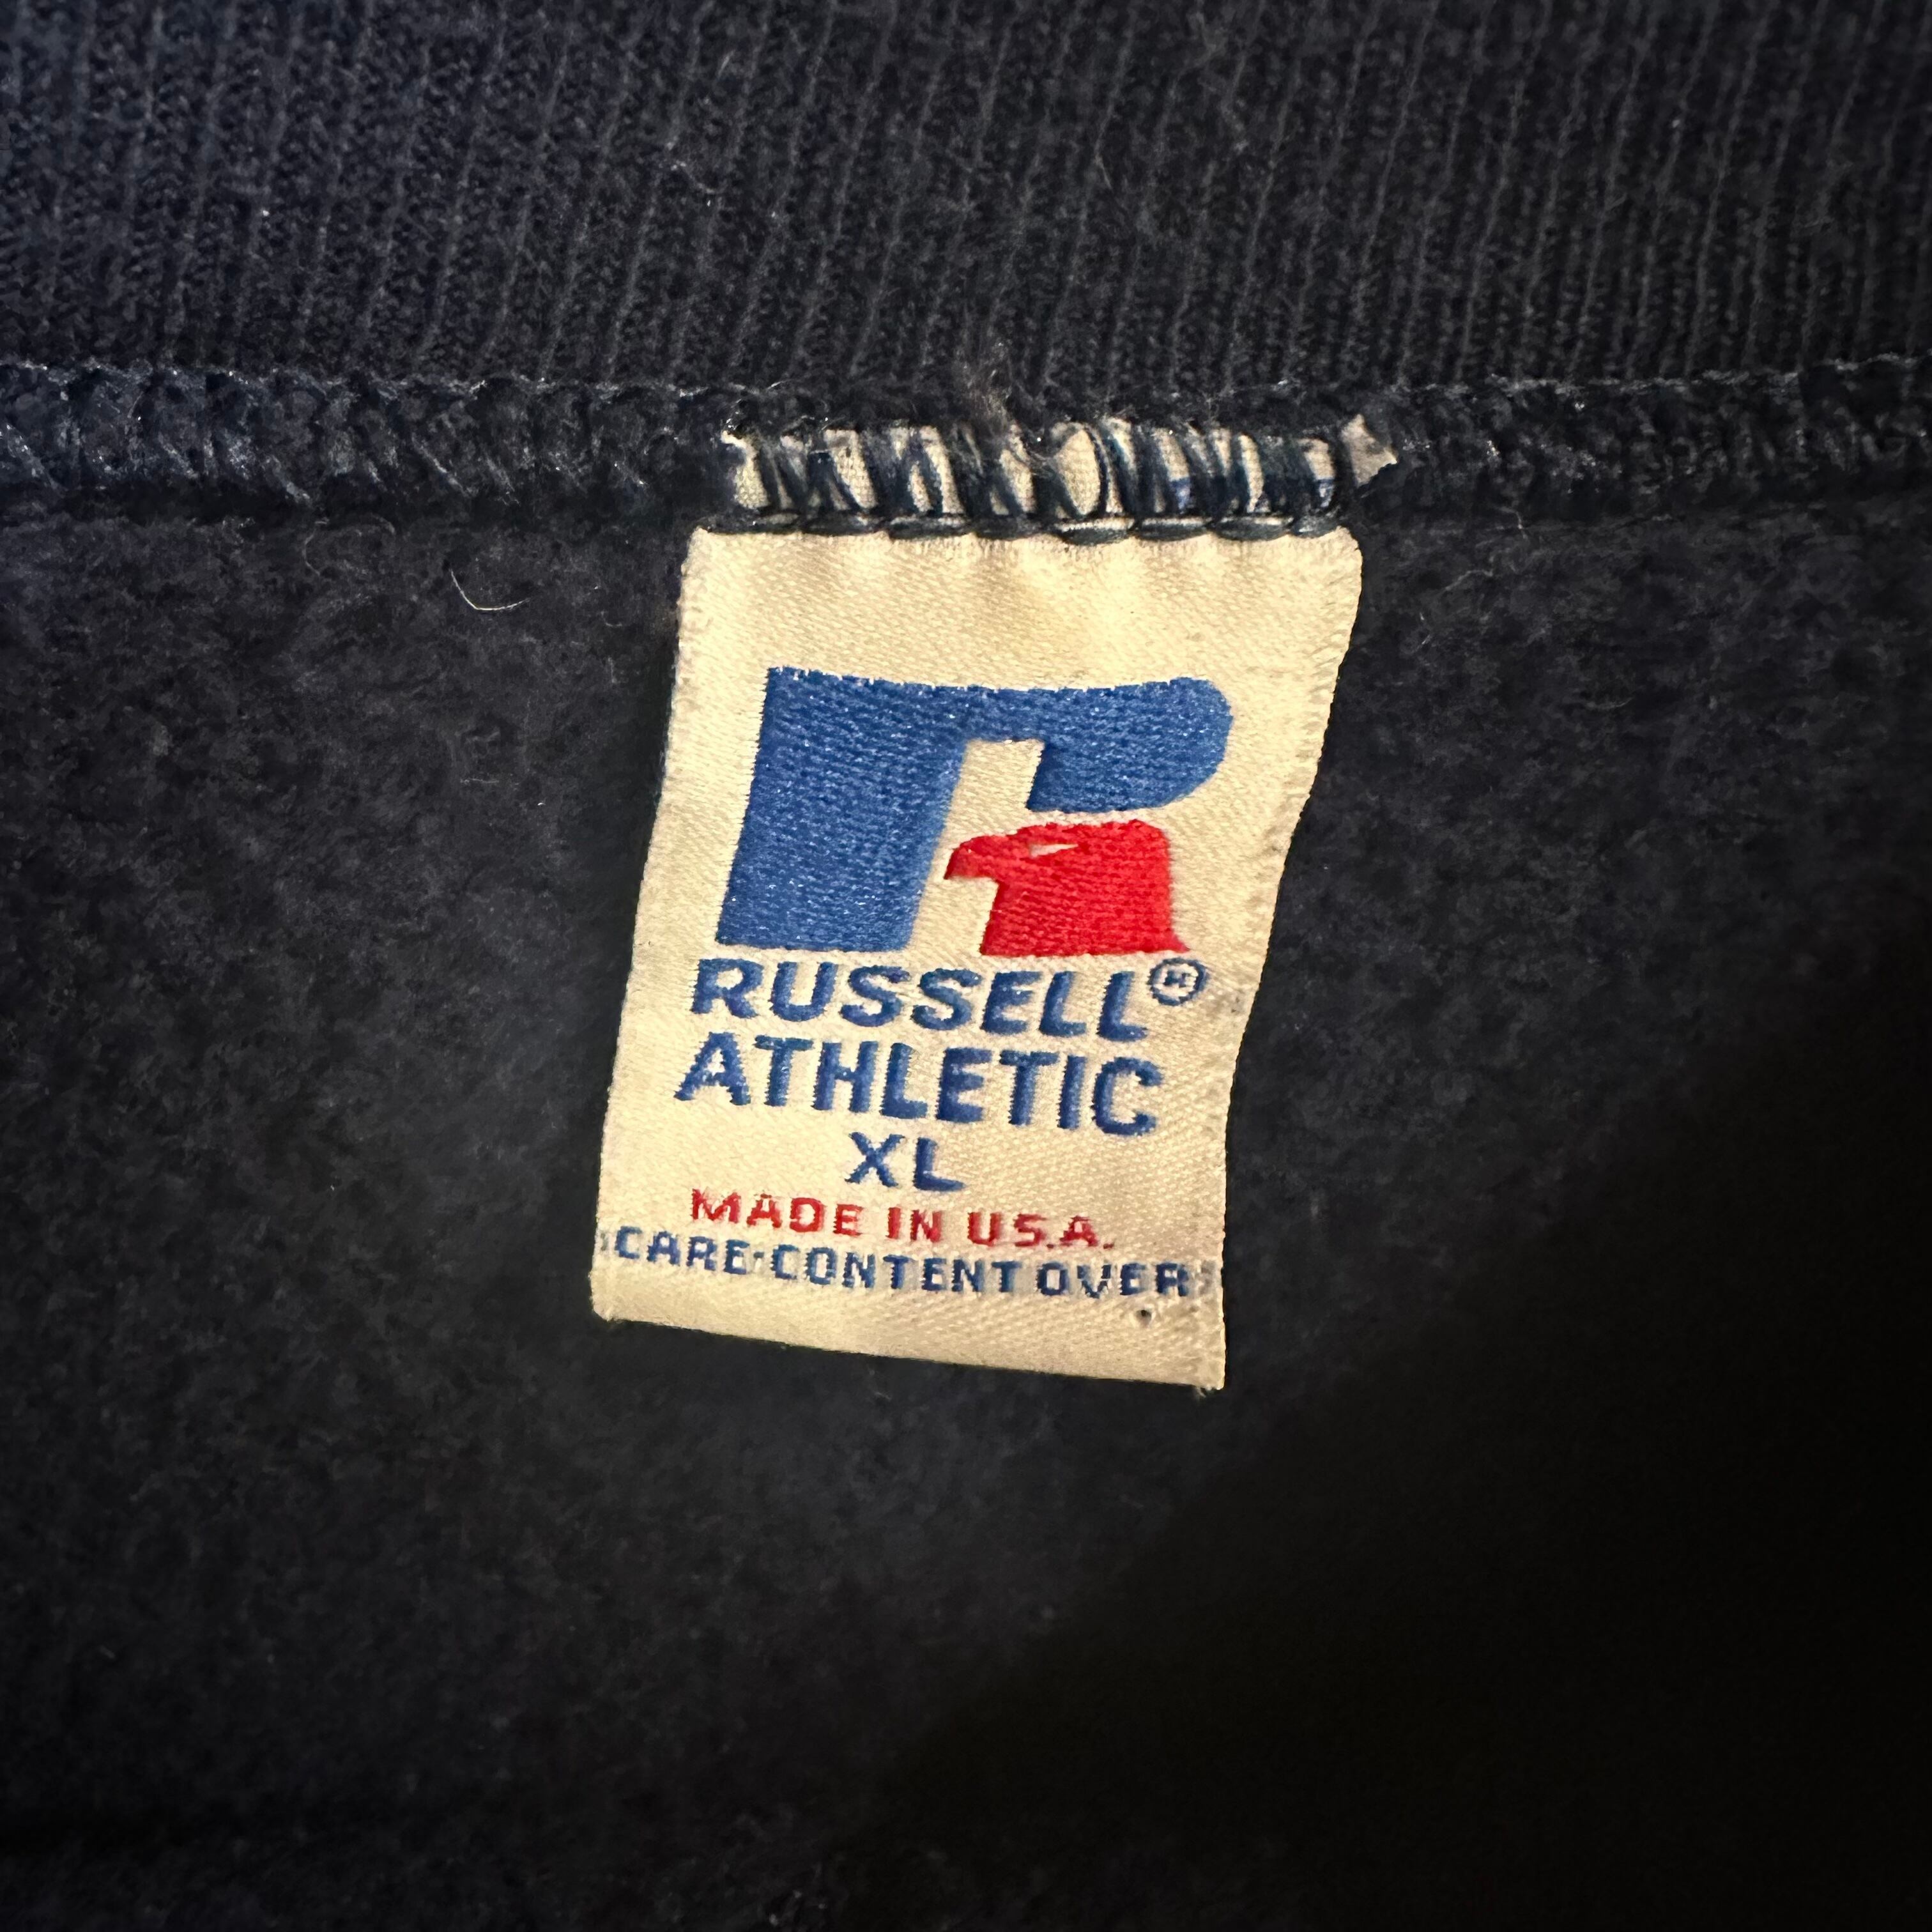 RUSSELL®
ATHLETIC
XL
MADE IN U.S.A.
CARE·CONTENT OVER